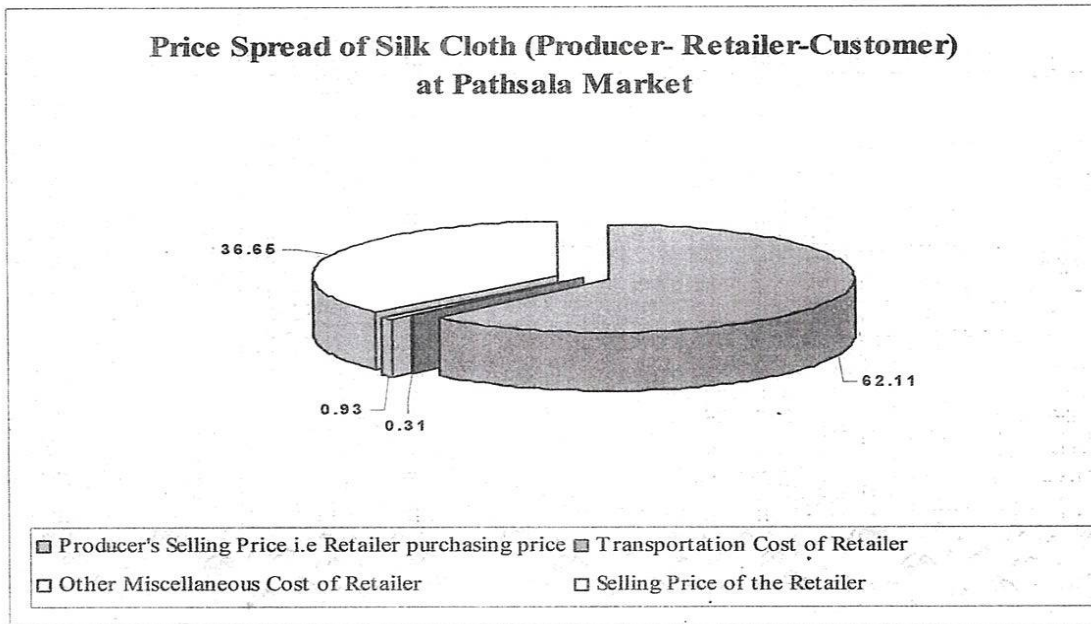 Price Spread of Silk Cloth (Producer- Retailer-Customer)
at Pathsala Market
36.65
62.11
0.93
0.31
Producer's Selling Price i.e Retailer purchasing price
Transportation Cost of Retailer
Other Miscellaneous Cost of Retailer
Selling Price of the Retailer